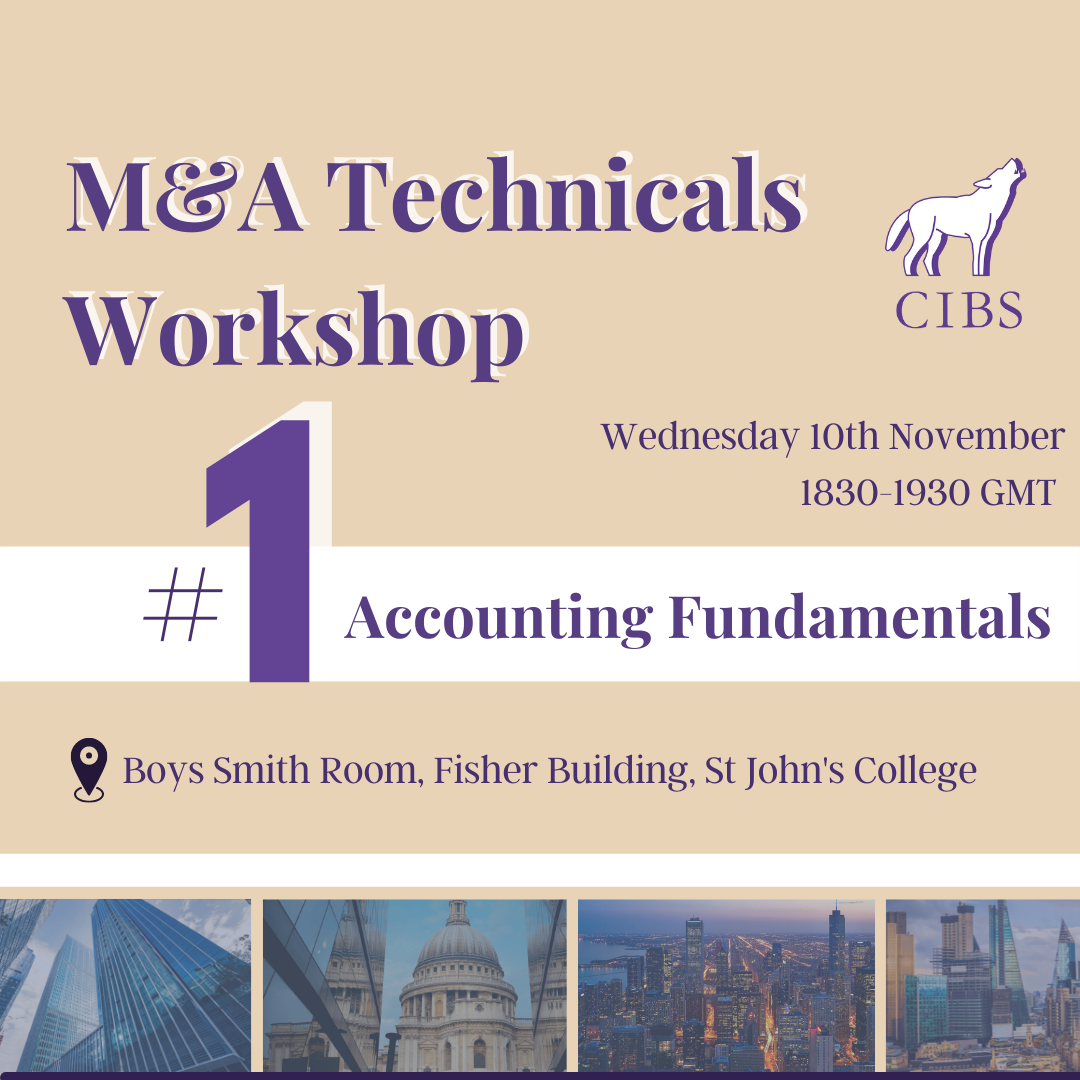 M&A Technicals
Workshop
CIBS
Wednesday 10th November
1830-1930 GMT
#1 Accounting Fundamentals
Boys Smith Room, Fisher Building, St John's College